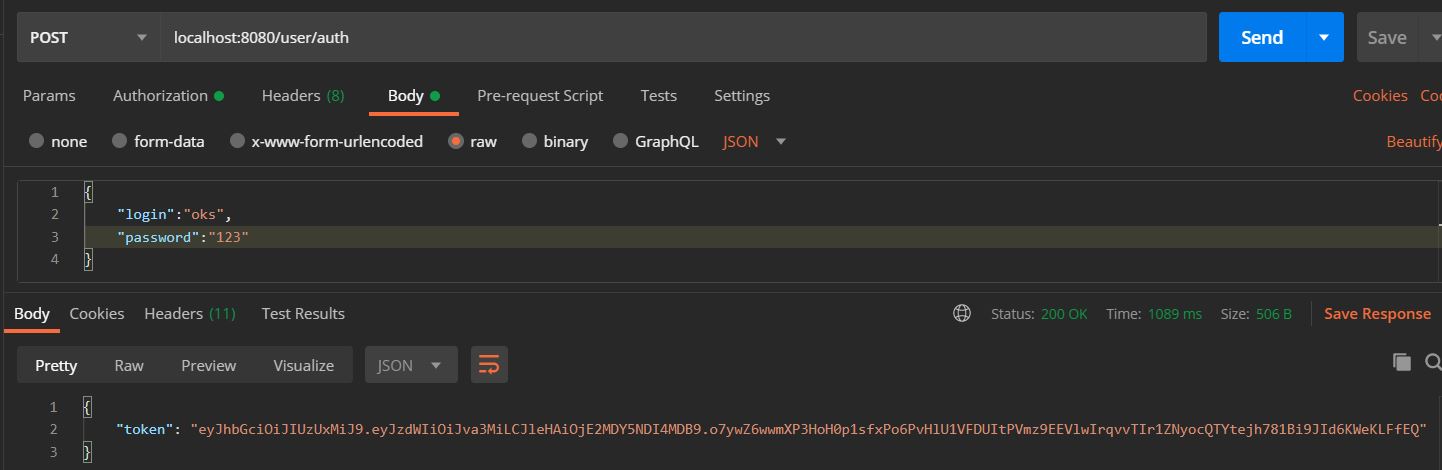 POST localhost:8080/user/auth Send Save
Params Authorization Headers (8) Body Pre-request Script Tests Settings Cookies
none form-data x-www-form-urlencoded raw binary GraphQL JSON Beautify
1 {
2 "login":"oks",
3 "password":"123"
4 }
Body Cookies Headers (11) Test Results Status: 200 OK Time: 1089 ms Size: 506 B Save Response
Pretty Raw Preview Visualize JSON
1 {
2 "token": "eyJhbGciOiJIUzUxMiJ9.eyJzdWIiOiJva3MiLCJleHAiOjE2MDY5NDI4MDB9.o7ywZ6wwmXP3HoH0p1sfxPo6PvHlU1VFDUItPVmz9EEVlwIrqvvTIr1ZNyocQTYtejh781Bi9JId6KWeKLFfEQ"
3 }